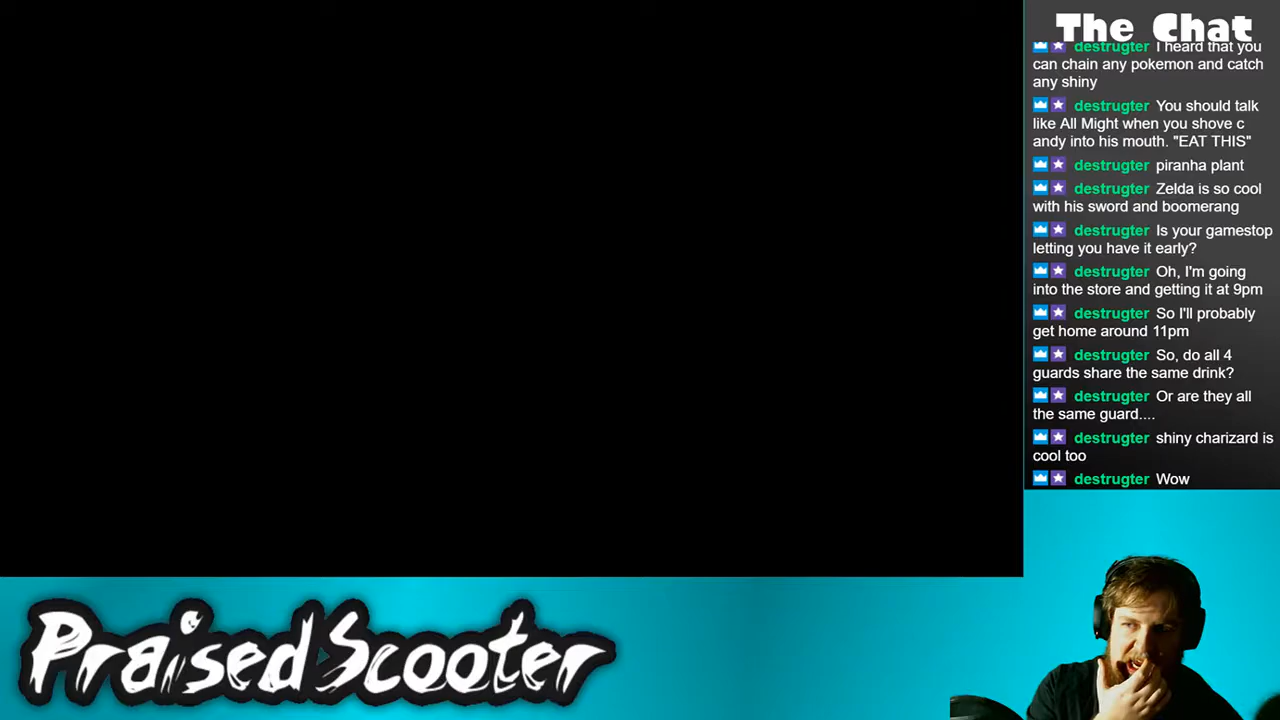 The Chat
destrugter I heard that you
can chain any pokemon and catch
any shiny
destrugter You should talk
like All Might when you shove c
andy into his mouth. "EAT THIS"
destrugter piranha plant
destrugter Zelda is so cool
with his sword and boomerang
destrugter Is your gamestop
letting you have it early?
destrugter Oh, I'm going
into the store and getting it at 9pm
destrugter So I'll probably
get home around 11pm
destrugter So, do all 4
guards share the same drink?
destrugter Or are they all
the same guard....
destrugter shiny charizard is
cool too
destrugter Wow
PraisedScooter